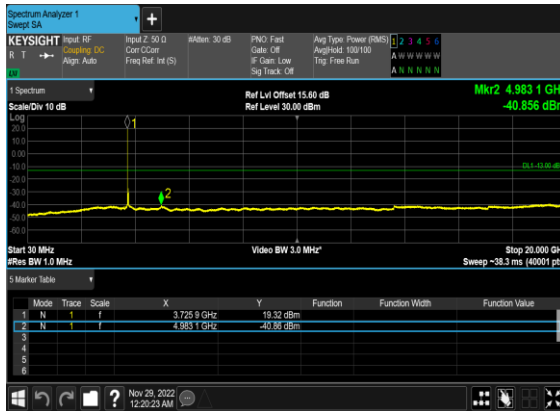 Spectrum Analyzer 1
Swept SA
KEYSIGHT
R T
Input: RF
Coupling: DC
Align: Auto
Input Z: 50 Ω
Corr CCorr
Freq Ref: Int (S)
#Atten: 30 dB
PNO: Fast
Gate: Off
IF Gain: Low
Sig Track: Off
Avg Type: Power (RMS)
Avg|Hold: 100/100
Trig: Free Run
1 2 3 4 5 6
A W W W W W
A N N N N N
1 Spectrum
Scale/Div 10 dB
Ref Lvl Offset 15.60 dB
Ref Level 30.00 dBm
Mkr2 4.983 1 GH
-40.856 dBr
Log
20.0
10.0
0.00
-10.0
-20.0
-30.0
-40.0
-50.0
-60.0
1
2
DL1 -13.00 dB
Start 30 MHz
#Res BW 1.0 MHz
Video BW 3.0 MHz*
Stop 20.000 GH
Sweep ~38.3 ms (40001 pt
5 Marker Table
Mode Trace Scale X Y Function Function Width Function Value
1 N 1 f 3.725 9 GHz 19.32 dBm
2 N 1 f 4.983 1 GHz -40.86 dBm
3
4
5
6
?
Nov 29, 2022
12:20:23 AM